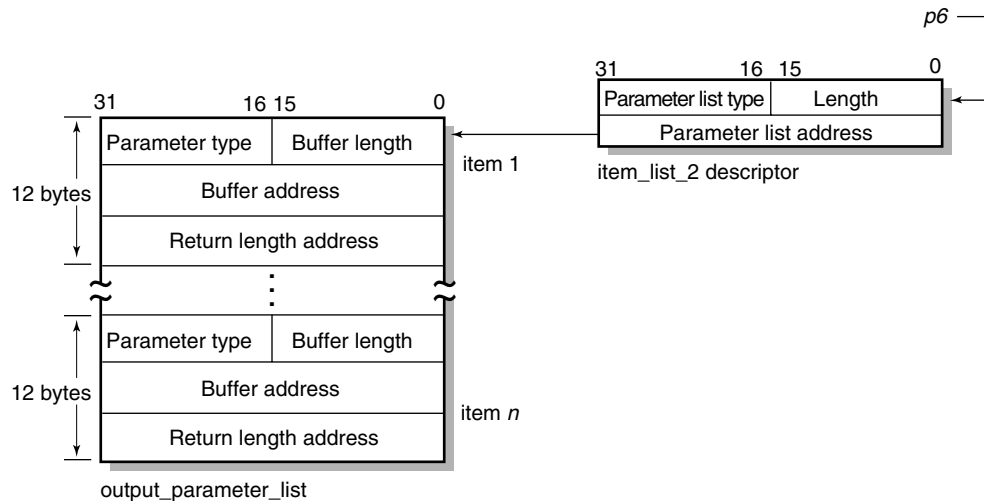 p6
31 16 15 0
Parameter list type Length
Parameter list address
item_list_2 descriptor
31 16 15 0
Parameter type Buffer length
item 1
Buffer address
12 bytes
Return length address
Parameter type Buffer length
Buffer address
12 bytes
item n
Return length address
output_parameter_list